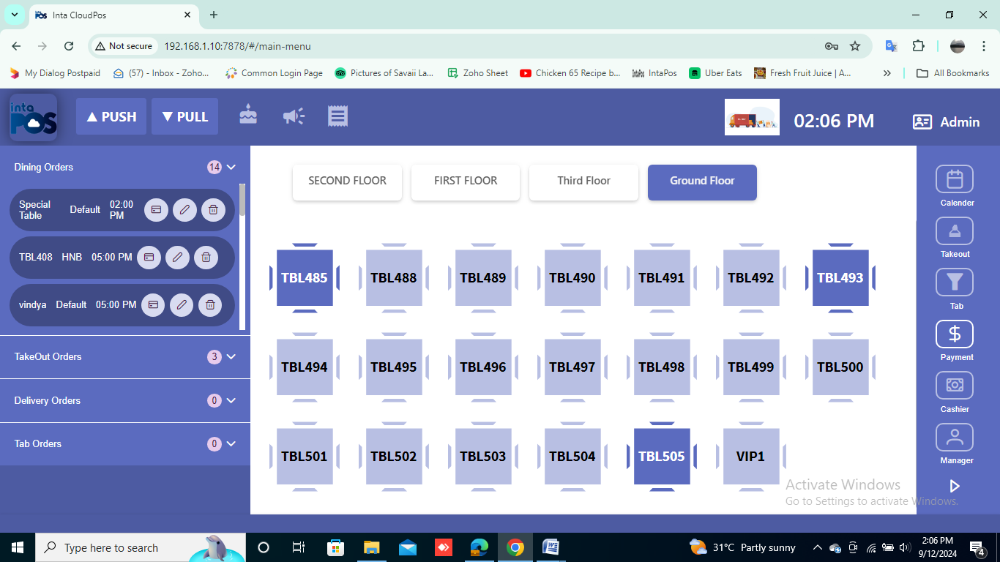 Inta CloudPos
Not secure 192.168.1.10:7878/#/main-menu
My Dialog Postpaid (57) - Inbox - Zoho... Common Login Page Pictures of Savaii La... Zoho Sheet Chicken 65 Recipe b... IntaPos Uber Eats Fresh Fruit Juice | A... All Bookmarks
inta
POS
PUSH PULL 02:06 PM Admin
Dining Orders 14
Special Table Default 02:00 PM
TBL408 HNB 05:00 PM
vindya Default 05:00 PM
TakeOut Orders 3
Delivery Orders 0
Tab Orders 0
SECOND FLOOR FIRST FLOOR Third Floor Ground Floor
TBL485 TBL488 TBL489 TBL490 TBL491 TBL492 TBL493
TBL494 TBL495 TBL496 TBL497 TBL498 TBL499 TBL500
TBL501 TBL502 TBL503 TBL504 TBL505 VIP1
Calender
Takeout
Tab
Payment
Cashier
Manager
Activate Windows
Go to Settings to activate Windows.
Type here to search
31°C Partly sunny
2:06 PM
9/12/2024
4